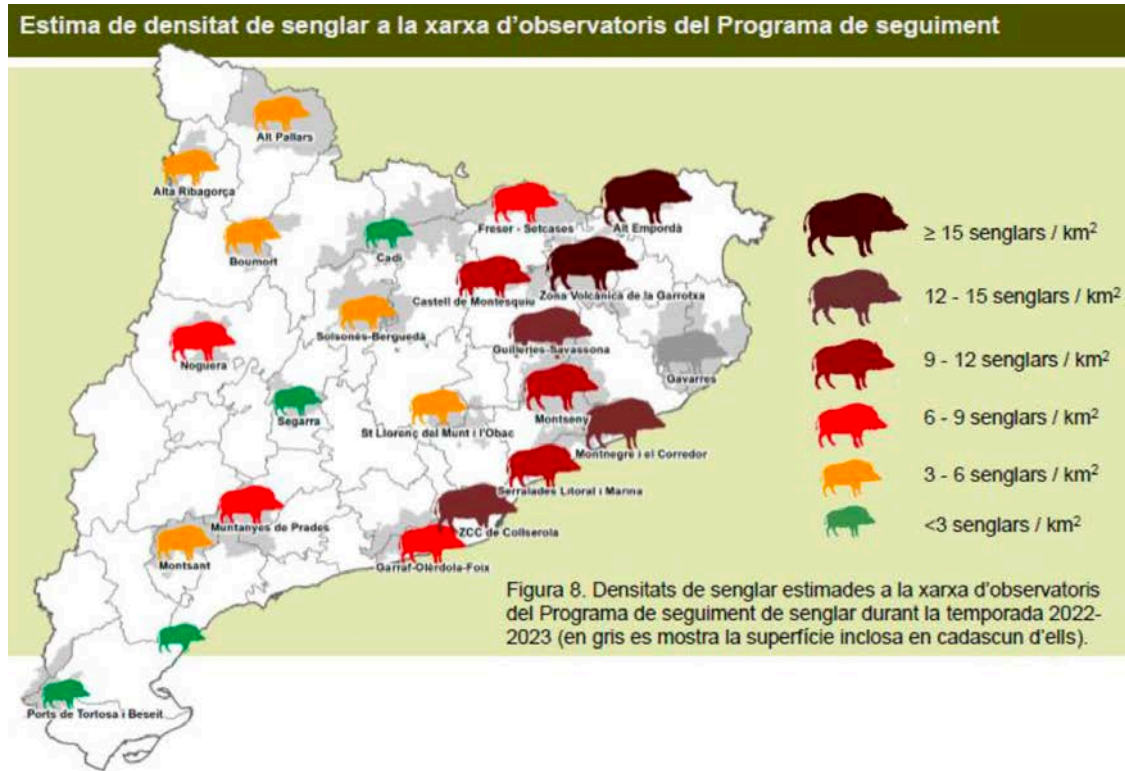 Estima de densitat de senglar a la xarxa d'observatoris del Programa de seguiment
Alt Pallars
Alta Ribagorça
Boumort
Cadí
Freser - Setcases
Alt Empordà
Castell de Montesquiu
Zona Volcànica de la Garrotxa
Solsonès-Berguedà
Guilleries-Savassona
Noguera
Gavarres
Segarra
St Llorenç del Munt i l'Obac
Montseny
Montnegre i el Corredor
Serralades Litoral i Marina
Muntanyes de Prades
ZCC de Collserola
Montsant
Garraf-Olèrdola-Foix
Ports de Tortosa i Beseit
≥ 15 senglars / km²
12 - 15 senglars / km²
9 - 12 senglars / km²
6 - 9 senglars / km²
3 - 6 senglars / km²
<3 senglars / km²
Figura 8. Densitats de senglar estimades a la xarxa d'observatoris
del Programa de seguiment de senglar durant la temporada 2022-
2023 (en gris es mostra la superfície inclosa en cadascun d'ells).